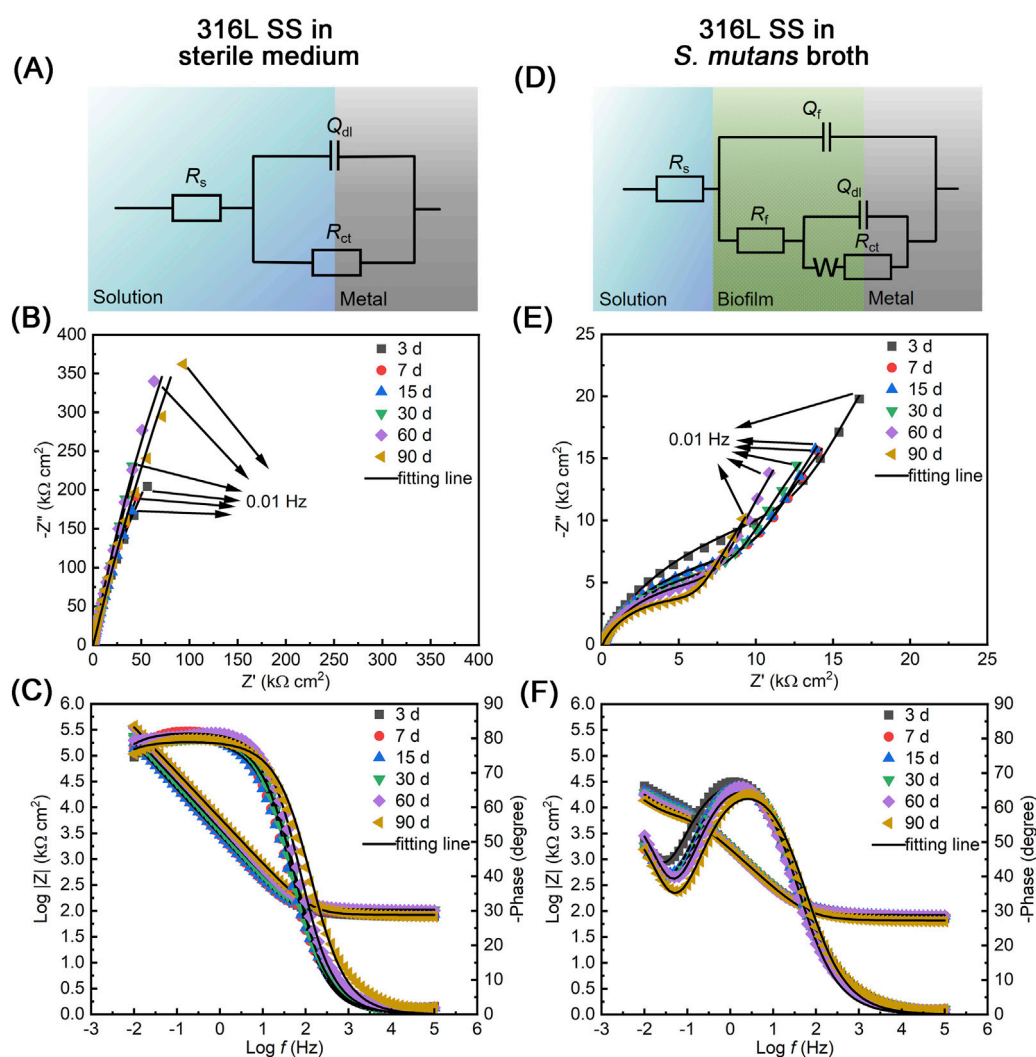 316L SS in
sterile medium
316L SS in
S. mutans broth
(A)
Qdl
Rs
Rct
Solution
Metal
(D)
Qf
Rs
Qdl
Rf
Rct
W
Solution
Biofilm
Metal
(B)
400
350
300
250
200
150
100
50
0
-Z'' (kΩ cm²)
3 d
7 d
15 d
30 d
60 d
90 d
fitting line
0.01 Hz
0 50 100 150 200 250 300 350 400
Z' (kΩ cm²)
(E)
25
20
15
10
5
0
-Z'' (kΩ cm²)
3 d
7 d
15 d
30 d
60 d
90 d
fitting line
0.01 Hz
0 5 10 15 20 25
Z' (kΩ cm²)
(C)
6.0
5.5
5.0
4.5
4.0
3.5
3.0
2.5
2.0
1.5
1.0
0.5
0.0
Log |Z| (kΩ cm²)
3 d
7 d
15 d
30 d
60 d
90 d
fitting line
90
80
70
60
50
40
30
20
10
0
-Phase (degree)
-3 -2 -1 0 1 2 3 4 5 6
Log f (Hz)
(F)
6.0
5.5
5.0
4.5
4.0
3.5
3.0
2.5
2.0
1.5
1.0
0.5
0.0
Log |Z| (kΩ cm²)
3 d
7 d
15 d
30 d
60 d
90 d
fitting line
90
80
70
60
50
40
30
20
10
0
-Phase (degree)
-3 -2 -1 0 1 2 3 4 5 6
Log f (Hz)